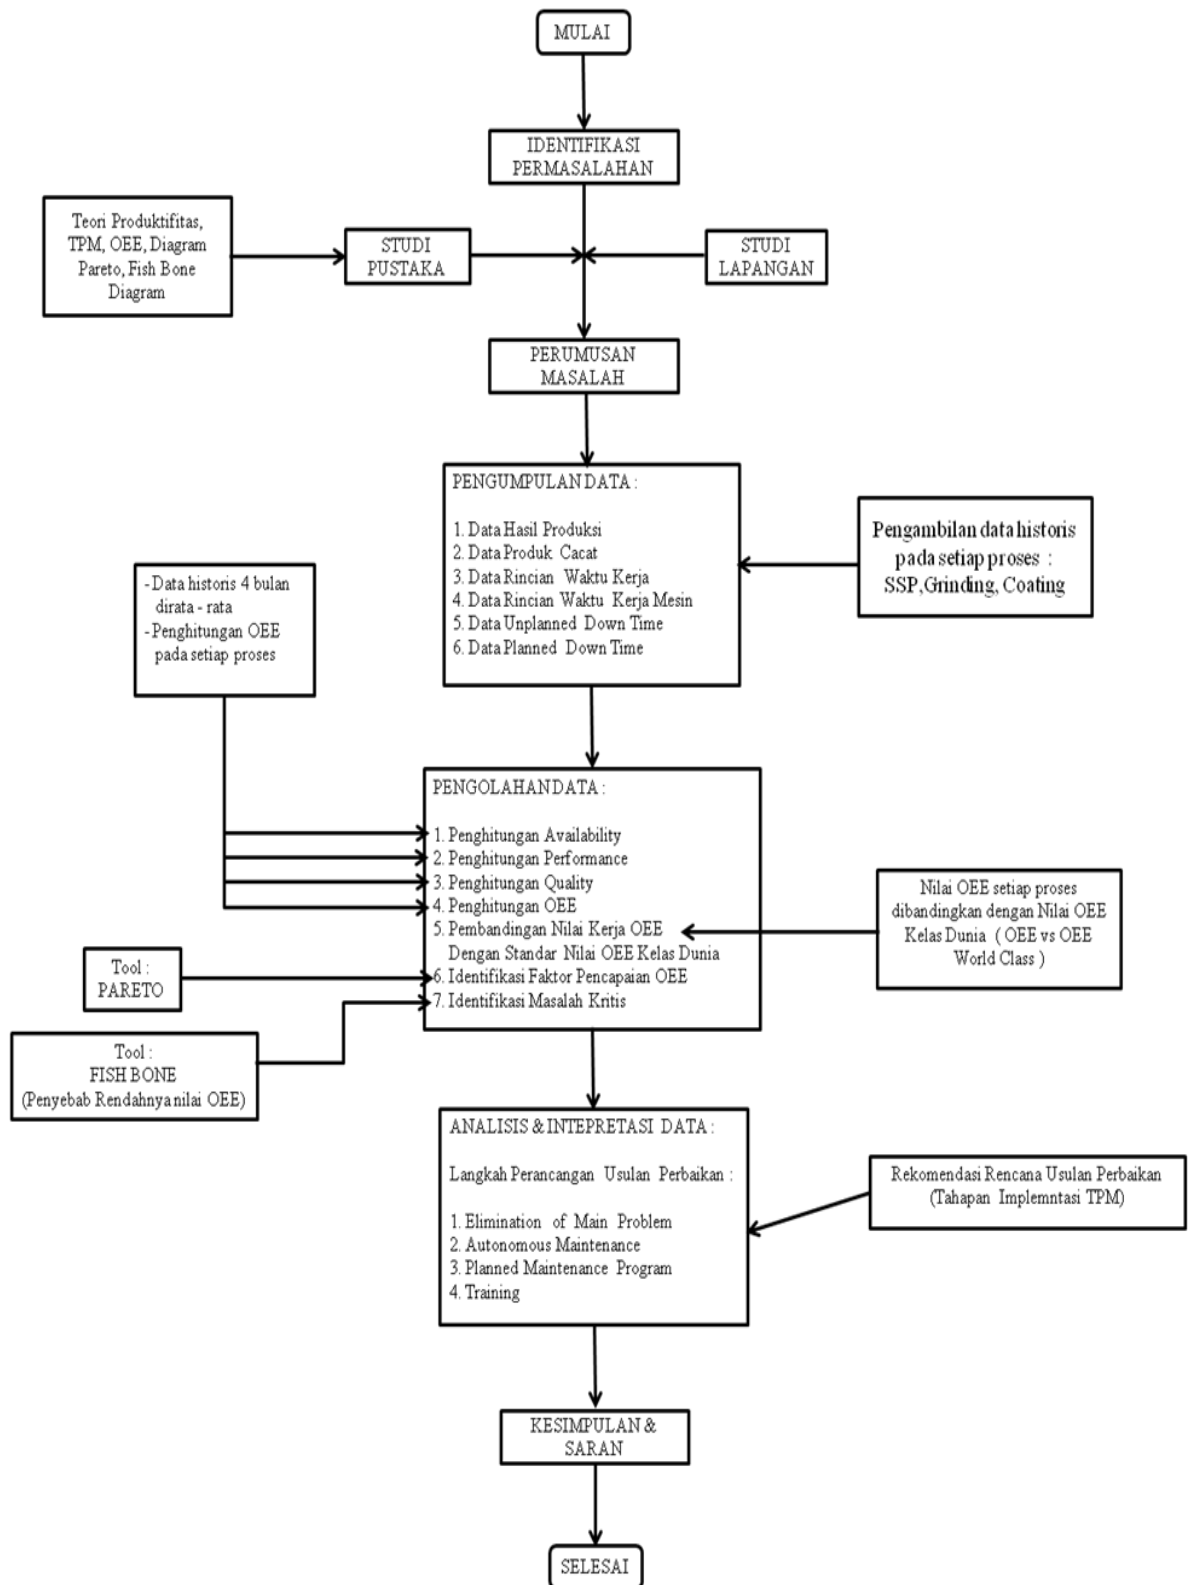 MULAI
IDENTIFIKASI
PERMASALAHAN
Teori Produktifitas,
TPM, OEE, Diagram
Pareto, Fish Bone
Diagram
STUDI
PUSTAKA
STUDI
LAPANGAN
PERUMUSAN
MASALAH
PENGUMPULAN DATA :
1. Data Hasil Produksi
2. Data Produk Cacat
3. Data Rincian Waktu Kerja
4. Data Rincian Waktu Kerja Mesin
5. Data Unplanned Down Time
6. Data Planned Down Time
Pengambilan data historis
pada setiap proses :
SSP,Grinding, Coating
- Data historis 4 bulan
dirata - rata
- Penghitungan OEE
pada setiap proses
PENGOLAHAN DATA :
1. Penghitungan Availability
2. Penghitungan Performance
3. Penghitungan Quality
4. Penghitungan OEE
5. Pembandingan Nilai Kerja OEE
Dengan Standar Nilai OEE Kelas Dunia
6. Identifikasi Faktor Pencapaian OEE
7. Identifikasi Masalah Kritis
Nilai OEE setiap proses
dibandingkan dengan Nilai OEE
Kelas Dunia ( OEE vs OEE
World Class )
Tool :
PARETO
Tool :
FISH BONE
(Penyebab Rendahnya nilai OEE)
ANALISIS & INTEPRETASI DATA :
Langkah Perancangan Usulan Perbaikan :
1. Elimination of Main Problem
2. Autonomous Maintenance
3. Planned Maintenance Program
4. Training
Rekomendasi Rencana Usulan Perbaikan
(Tahapan Implemntasi TPM)
KESIMPULAN &
SARAN
SELESAI